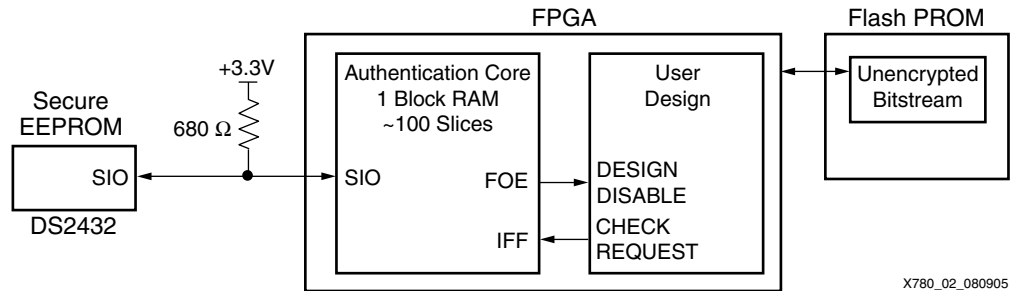 FPGA
Flash PROM
Secure
EEPROM
SIO
DS2432
+3.3V
680 Ω
Authentication Core
1 Block RAM
~100 Slices
SIO
FOE
IFF
User
Design
DESIGN
DISABLE
CHECK
REQUEST
Unencrypted
Bitstream
X780_02_080905